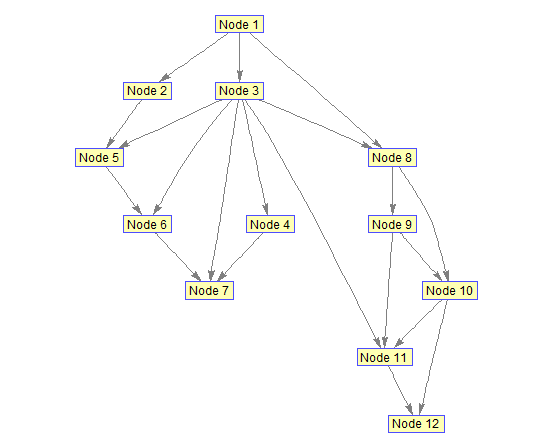 Node 1
Node 2
Node 3
Node 5
Node 8
Node 6
Node 4
Node 9
Node 7
Node 10
Node 11
Node 12